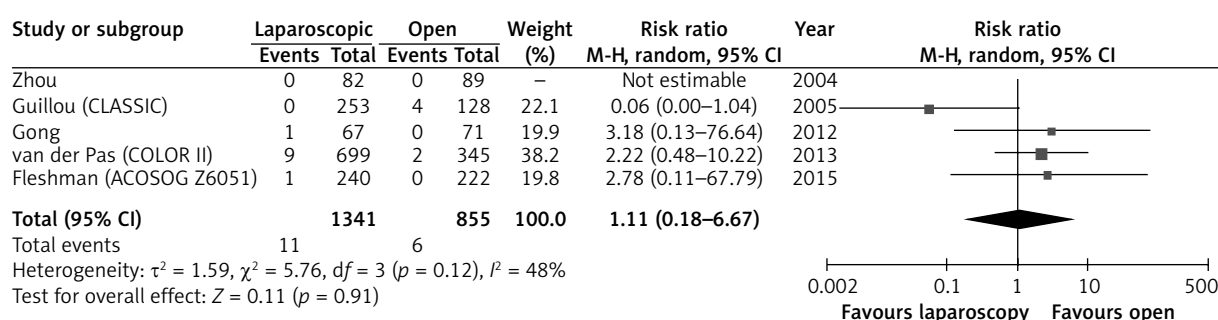 Study or subgroup Laparoscopic Open Weight Risk ratio Year Risk ratio
Events Total Events Total (%) M-H, random, 95% CI M-H, random, 95% CI
Zhou 0 82 0 89 – Not estimable 2004
Guillou (CLASSIC) 0 253 4 128 22.1 0.06 (0.00–1.04) 2005
Gong 1 67 0 71 19.9 3.18 (0.13–76.64) 2012
van der Pas (COLOR II) 9 699 2 345 38.2 2.22 (0.48–10.22) 2013
Fleshman (ACOSOG Z6051) 1 240 0 222 19.8 2.78 (0.11–67.79) 2015
Total (95% CI) 1341 855 100.0 1.11 (0.18–6.67)
Total events 11 6
Heterogeneity: τ² = 1.59, χ² = 5.76, df = 3 (p = 0.12), I² = 48%
Test for overall effect: Z = 0.11 (p = 0.91)
0.002 0.1 1 10 500
Favours laparoscopy Favours open